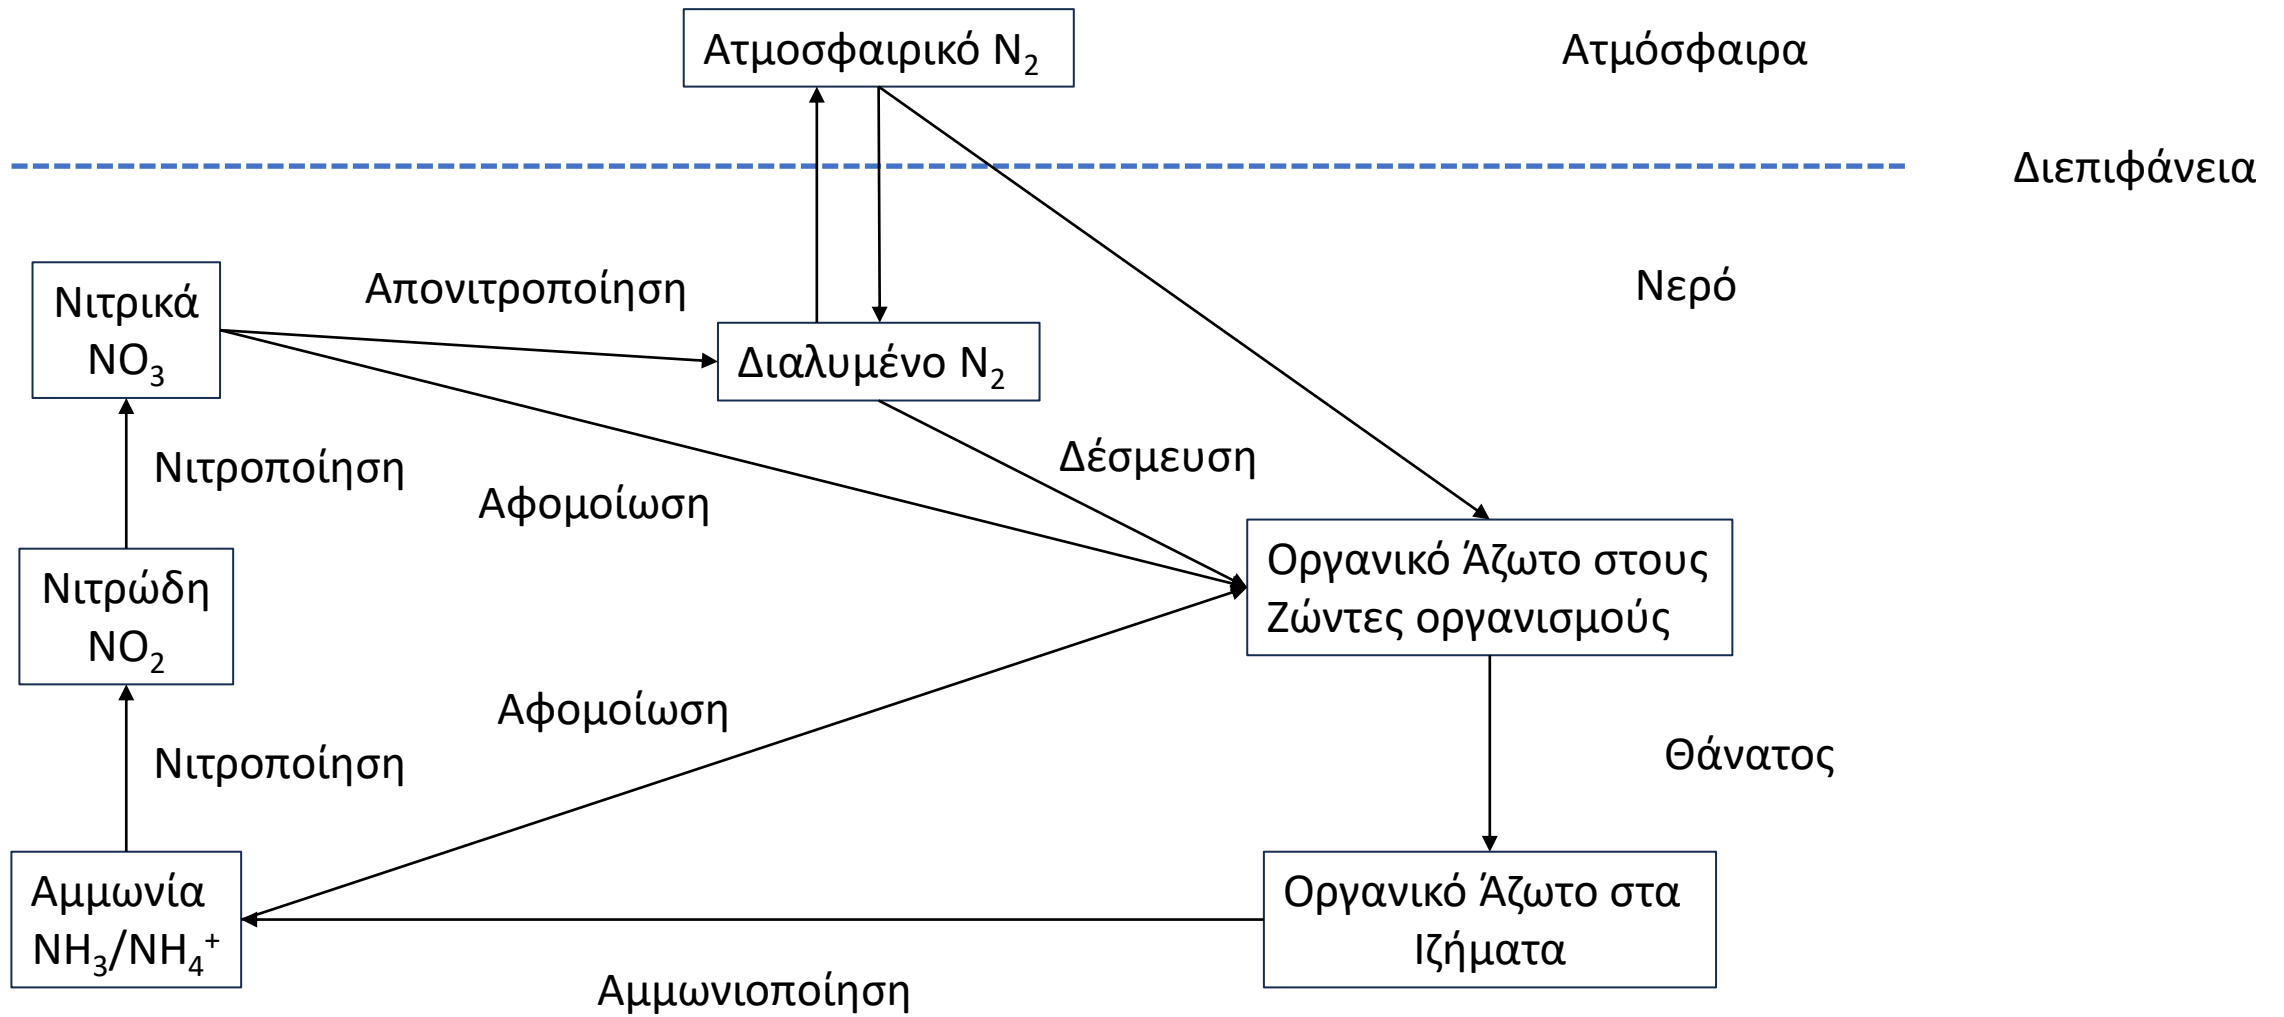 Ατμοσφαιρικό N₂
Ατμόσφαιρα
Διεπιφάνεια
Νερό
Νιτρικά
NO₃
Απονιτροποίηση
Διαλυμένο N₂
Νιτροποίηση
Αφομοίωση
Δέσμευση
Οργανικό Άζωτο στους
Ζώντες οργανισμούς
Νιτρώδη
NO₂
Αφομοίωση
Νιτροποίηση
Θάνατος
Αμμωνία
NH₃/NH₄⁺
Οργανικό Άζωτο στα
Ιζήματα
Αμμωνιοποίηση